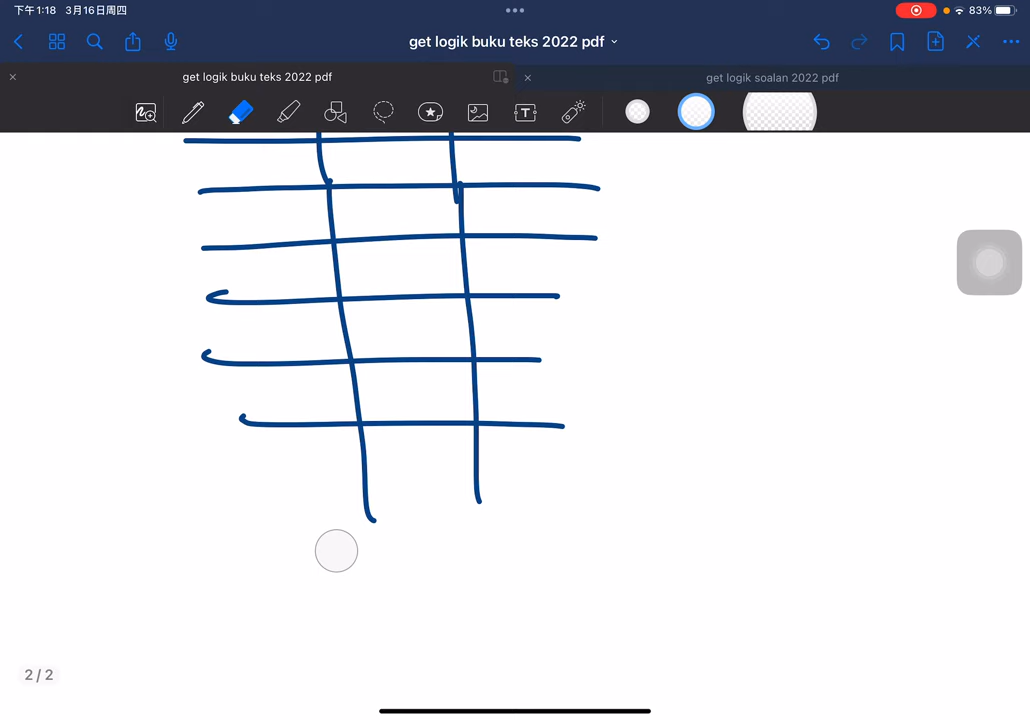 下午1:18 3月16日周四
83%
get logik buku teks 2022 pdf
get logik buku teks 2022 pdf
get logik soalan 2022 pdf
T
2 / 2